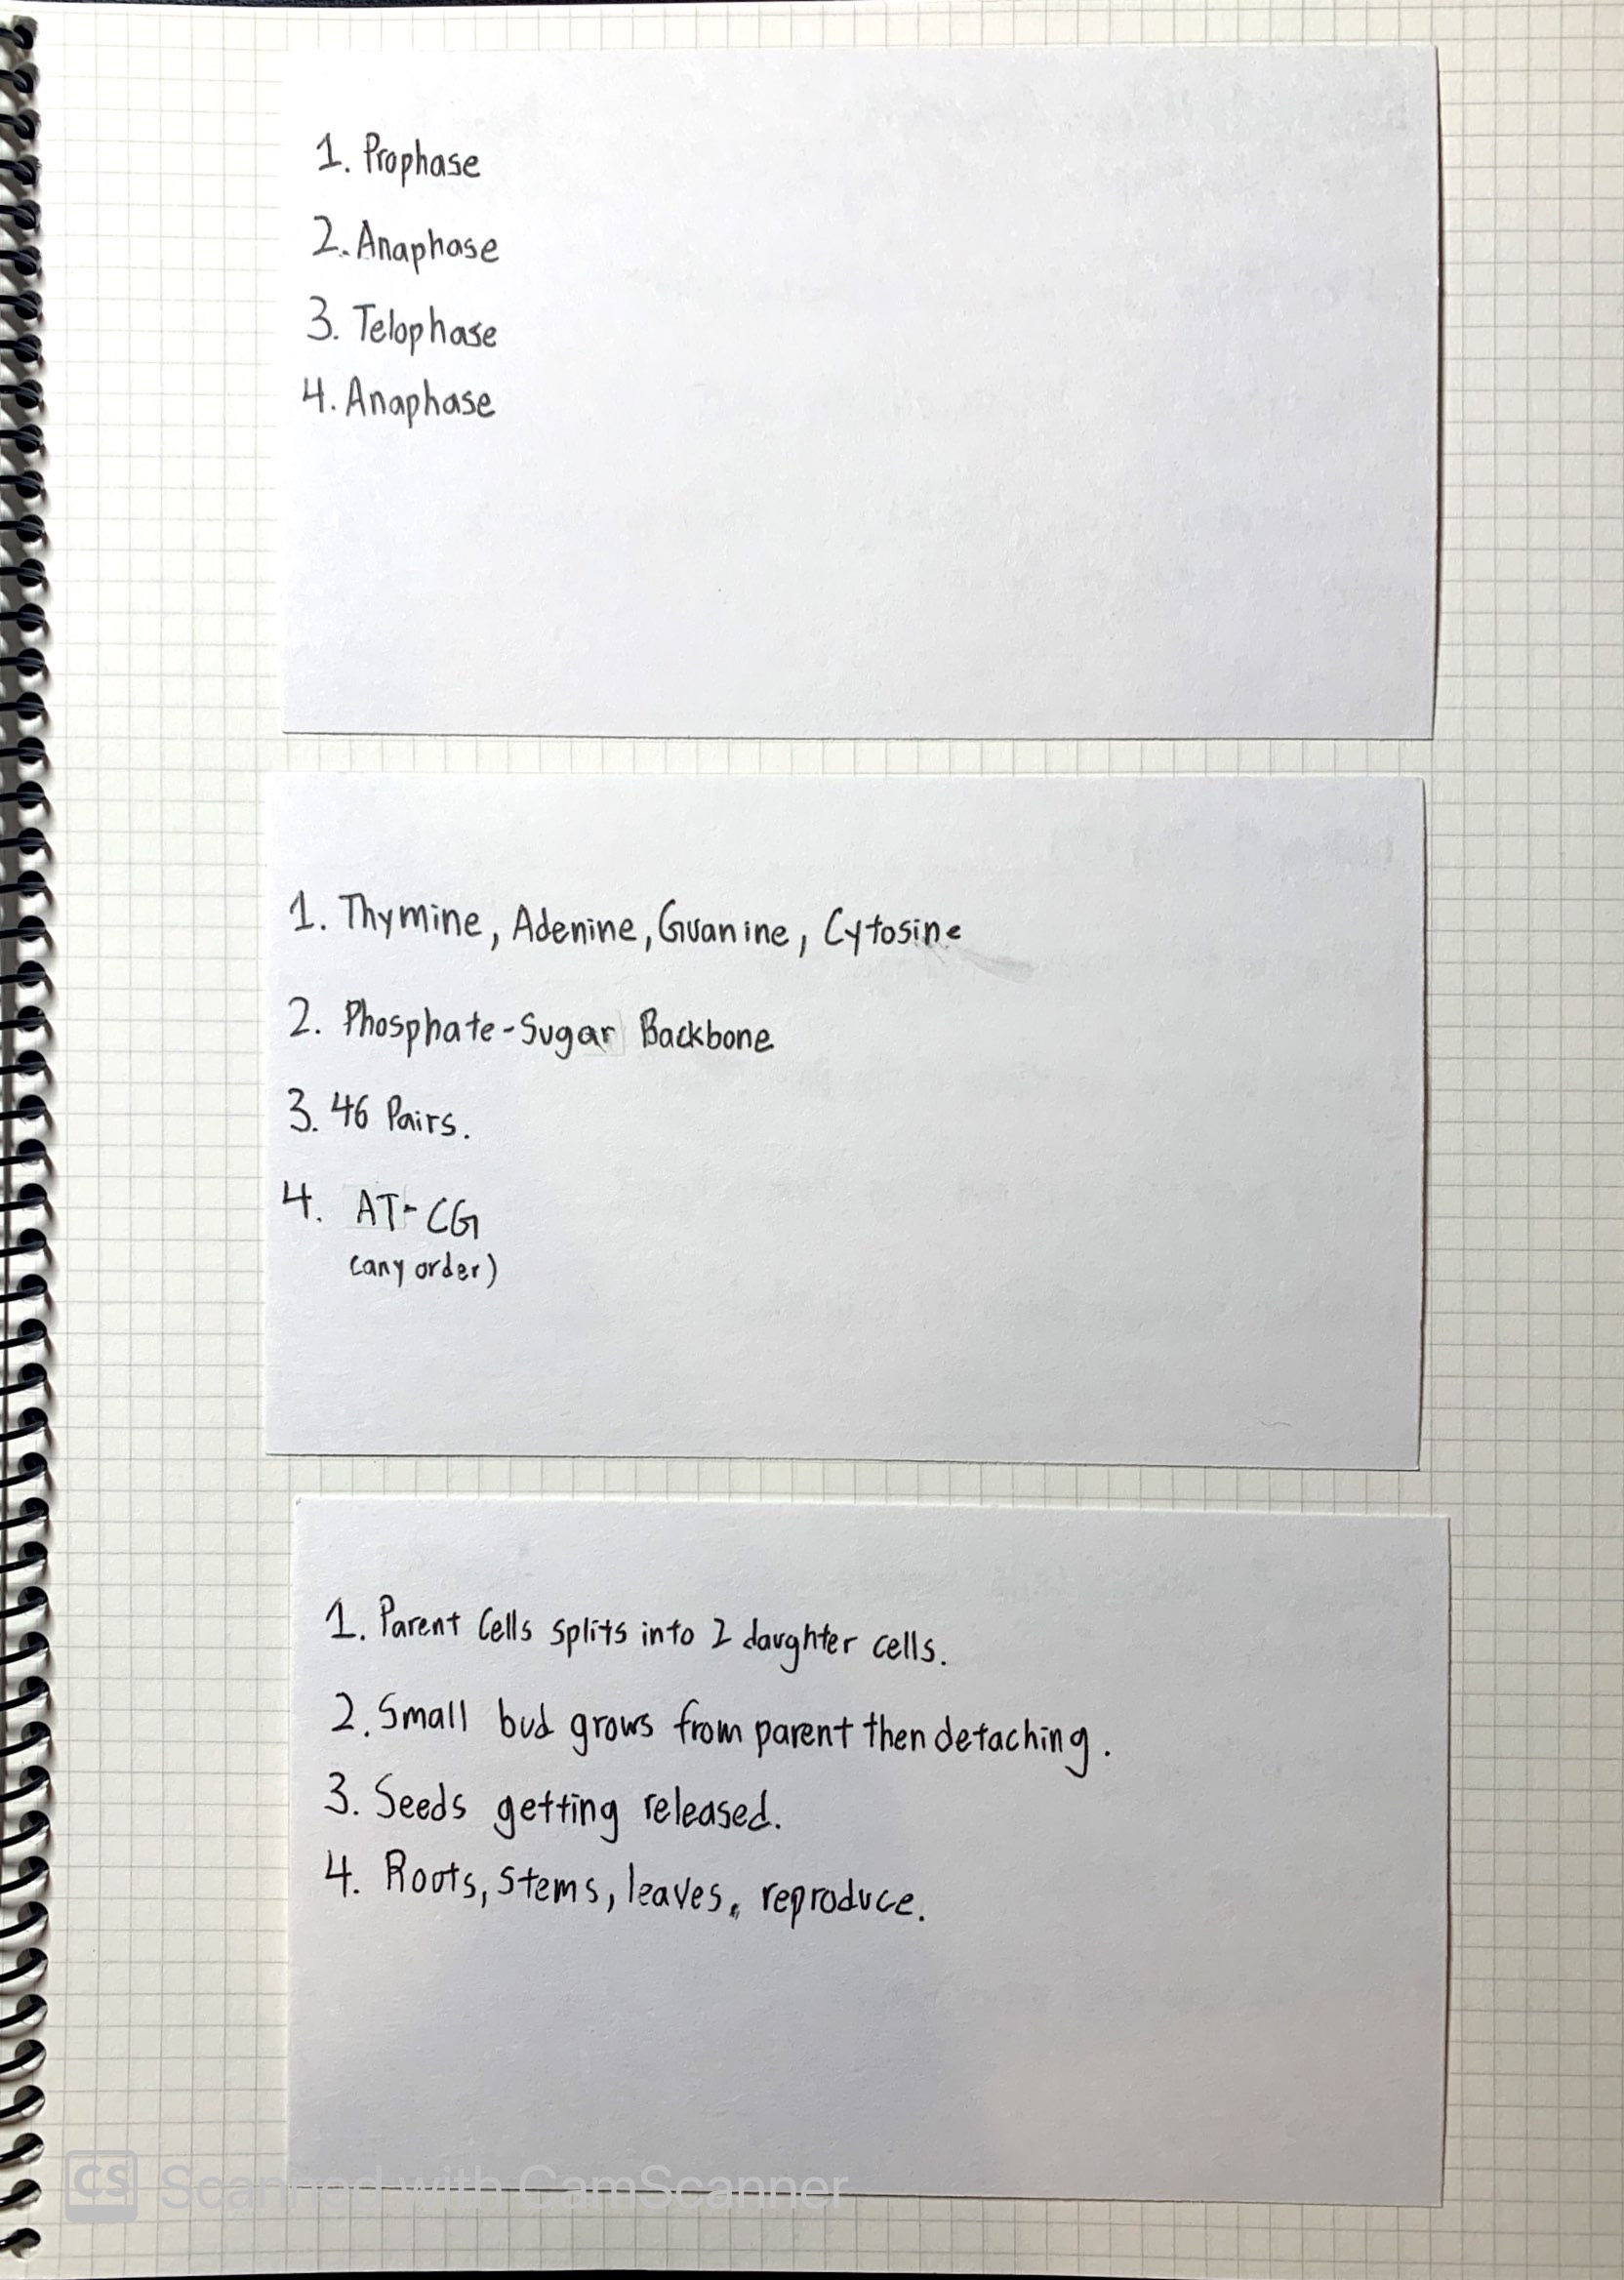 1. Prophase
2. Anaphase
3. Telophase
4. Anaphase
1. Thymine, Adenine, Guanine, Cytosine
2. Phosphate-Sugar Backbone
3. 46 Pairs.
4. AT-CG
(any order)
1. Parent Cells splits into 2 daughter cells.
2. Small bud grows from parent then detaching.
3. Seeds getting released.
4. Roots, stems, leaves, reproduce.
CS Scanned with CamScanner